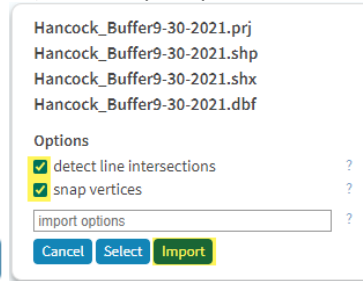 Hancock_Buffer9-30-2021.prj
Hancock_Buffer9-30-2021.shp
Hancock_Buffer9-30-2021.shx
Hancock_Buffer9-30-2021.dbf
Options
detect line intersections ?
snap vertices ?
import options ?
Cancel Select Import